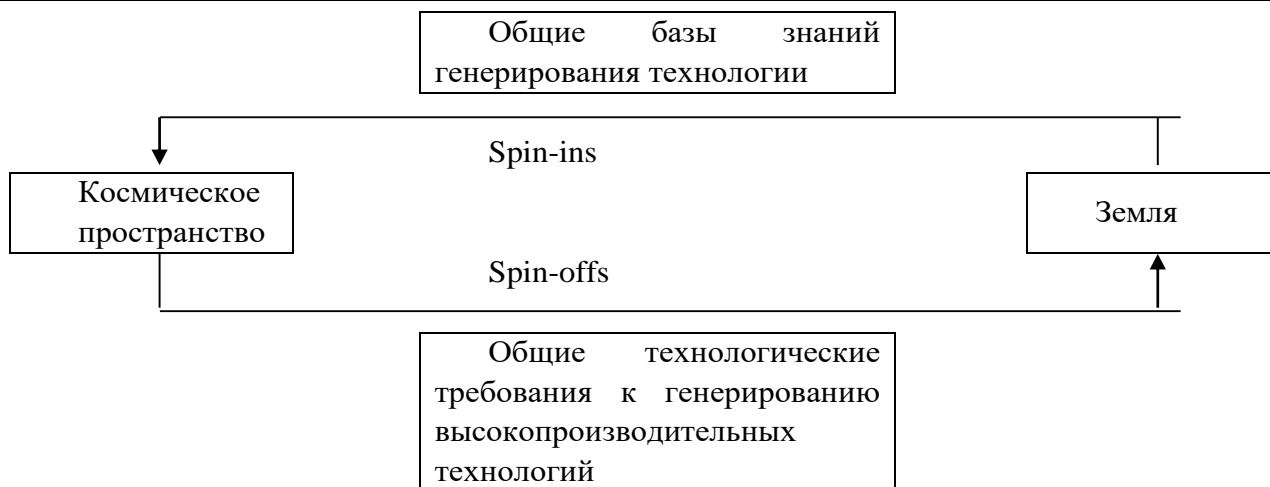 Общие базы знаний
генерирования технологии
Spin-ins
Космическое
пространство
Земля
Spin-offs
Общие технологические
требования к генерированию
высокопроизводительных
технологий